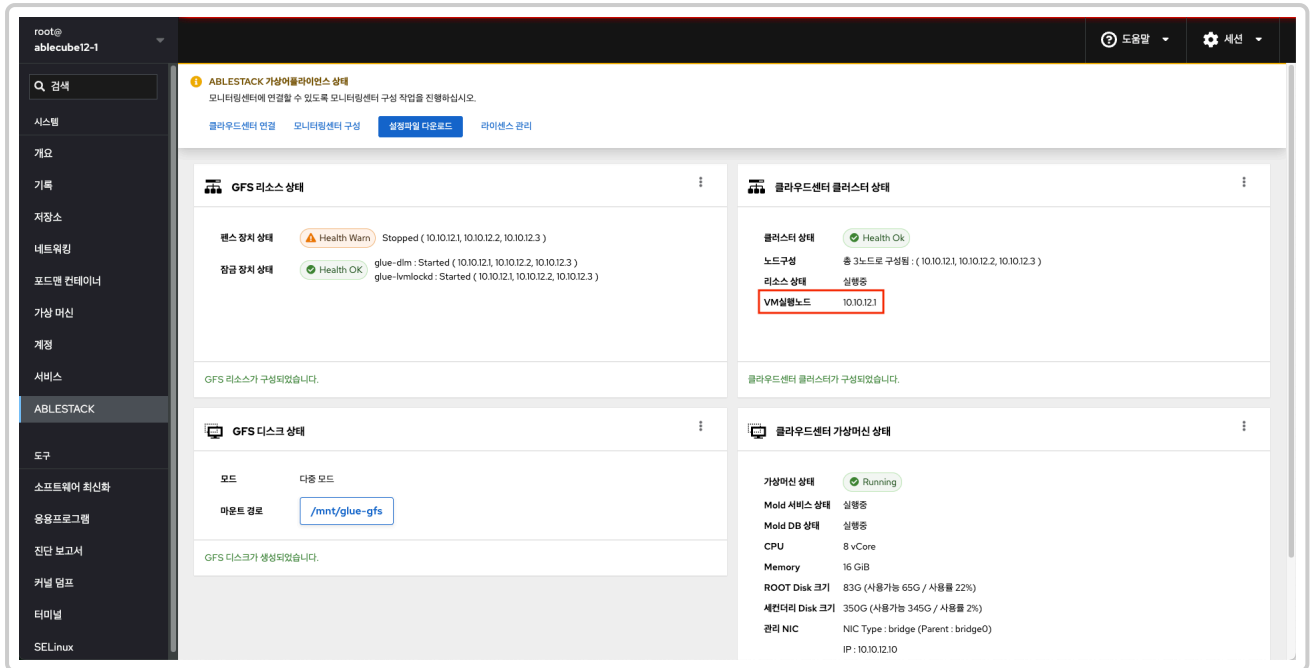 root@
ablecube12-1
도움말
세션
검색
시스템
개요
기록
저장소
네트워킹
포드맨 컨테이너
가상 머신
계정
서비스
ABLESTACK
도구
소프트웨어 최신화
응용프로그램
진단 보고서
커널 덤프
터미널
SELinux
ABLESTACK 가상어플라이언스 상태
모니터링센터에 연결할 수 있도록 모니터링센터 구성 작업을 진행하십시오.
클라우드센터 연결 모니터링센터 구성 설정파일 다운로드 라이센스 관리
GFS 리소스 상태
펜스 장치 상태 Health Warn Stopped ( 10.10.12.1, 10.10.12.2, 10.10.12.3 )
잠금 장치 상태 Health OK glue-dlm : Started ( 10.10.12.1, 10.10.12.2, 10.10.12.3 )
glue-lvmlockd : Started ( 10.10.12.1, 10.10.12.2, 10.10.12.3 )
GFS 리소스가 구성되었습니다.
클라우드센터 클러스터 상태
클러스터 상태 Health Ok
노드구성 총 3노드로 구성됨 : ( 10.10.12.1, 10.10.12.2, 10.10.12.3 )
리소스 상태 실행중
VM실행노드 10.10.12.1
클라우드센터 클러스터가 구성되었습니다.
GFS 디스크 상태
모드 다중 모드
마운트 경로 /mnt/glue-gfs
GFS 디스크가 생성되었습니다.
클라우드센터 가상머신 상태
가상머신 상태 Running
Mold 서비스 상태 실행중
Mold DB 상태 실행중
CPU 8 vCore
Memory 16 GiB
ROOT Disk 크기 83G (사용가능 65G / 사용률 22%)
세컨더리 Disk 크기 350G (사용가능 345G / 사용률 2%)
관리 NIC NIC Type : bridge (Parent : bridge0)
IP : 10.10.12.10